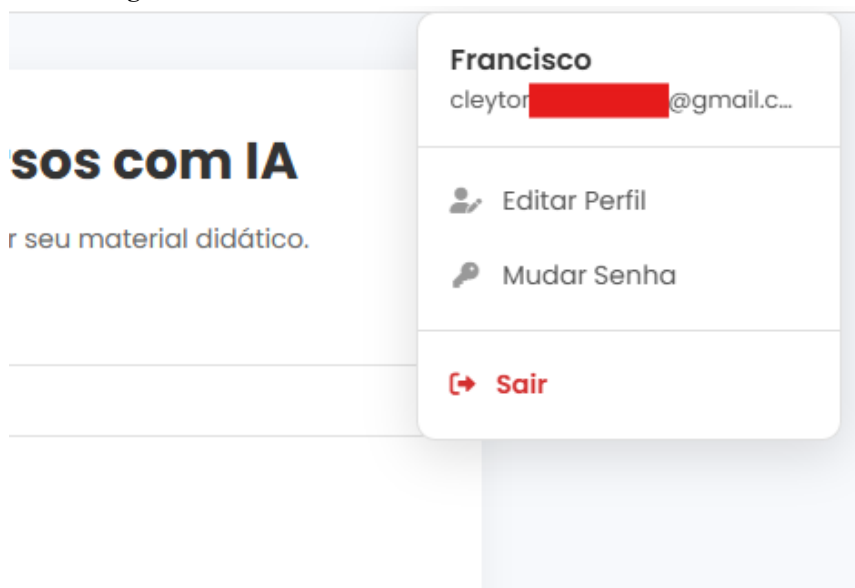 Francisco
cleytor @gmail.c...
sos com IA
r seu material didático.
Editar Perfil
Mudar Senha
Sair